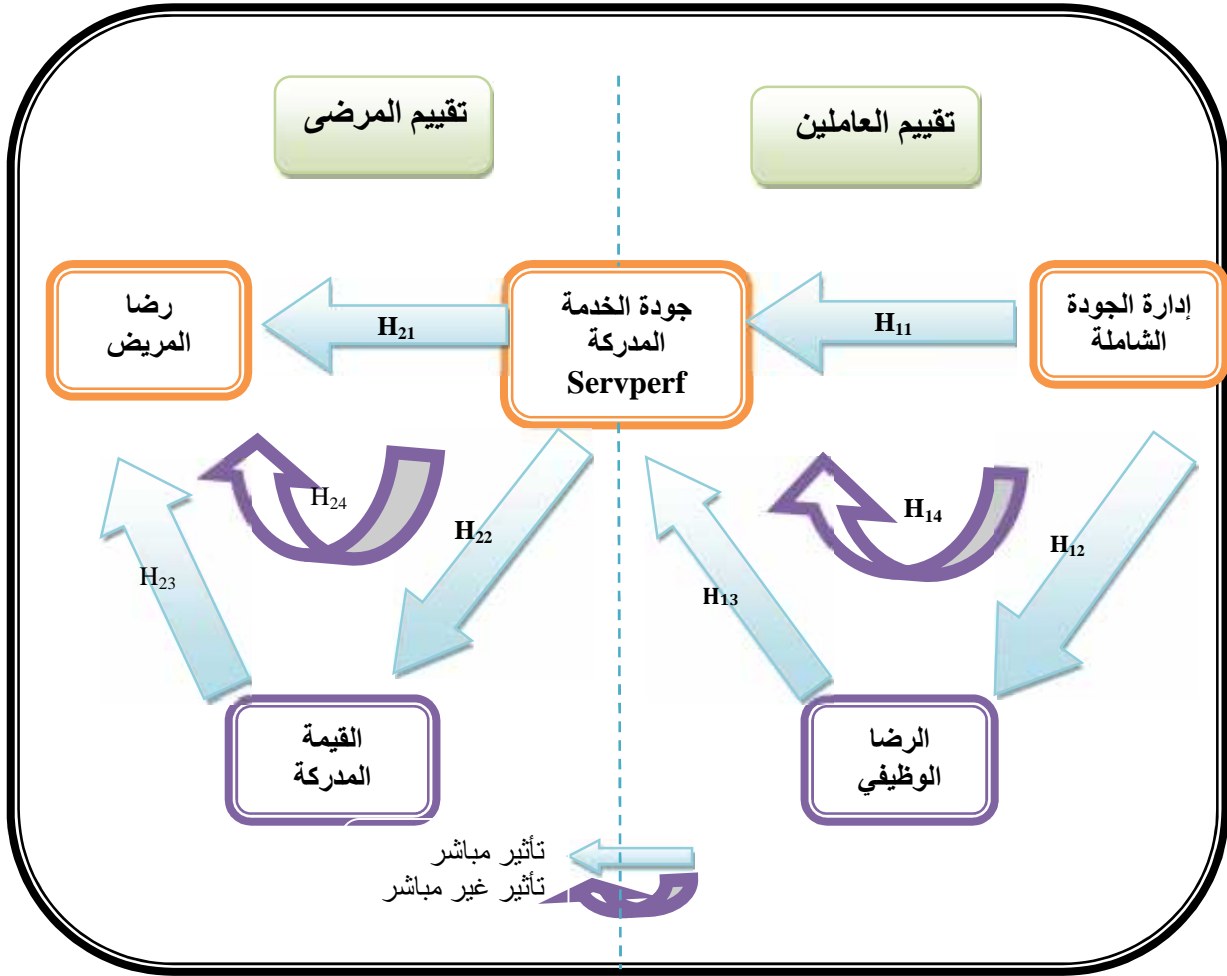 تقييم العاملين
تقييم المرضى
إدارة الجودة
الشاملة
H₁₁
جودة الخدمة
المدركة
Servperf
H₂₁
رضا
المريض
H₁₂
H₁₄
H₁₃
H₂₂
H₂₄
H₂₃
الرضا
الوظيفي
القيمة
المدركة
تأثير مباشر
تأثير غير مباشر